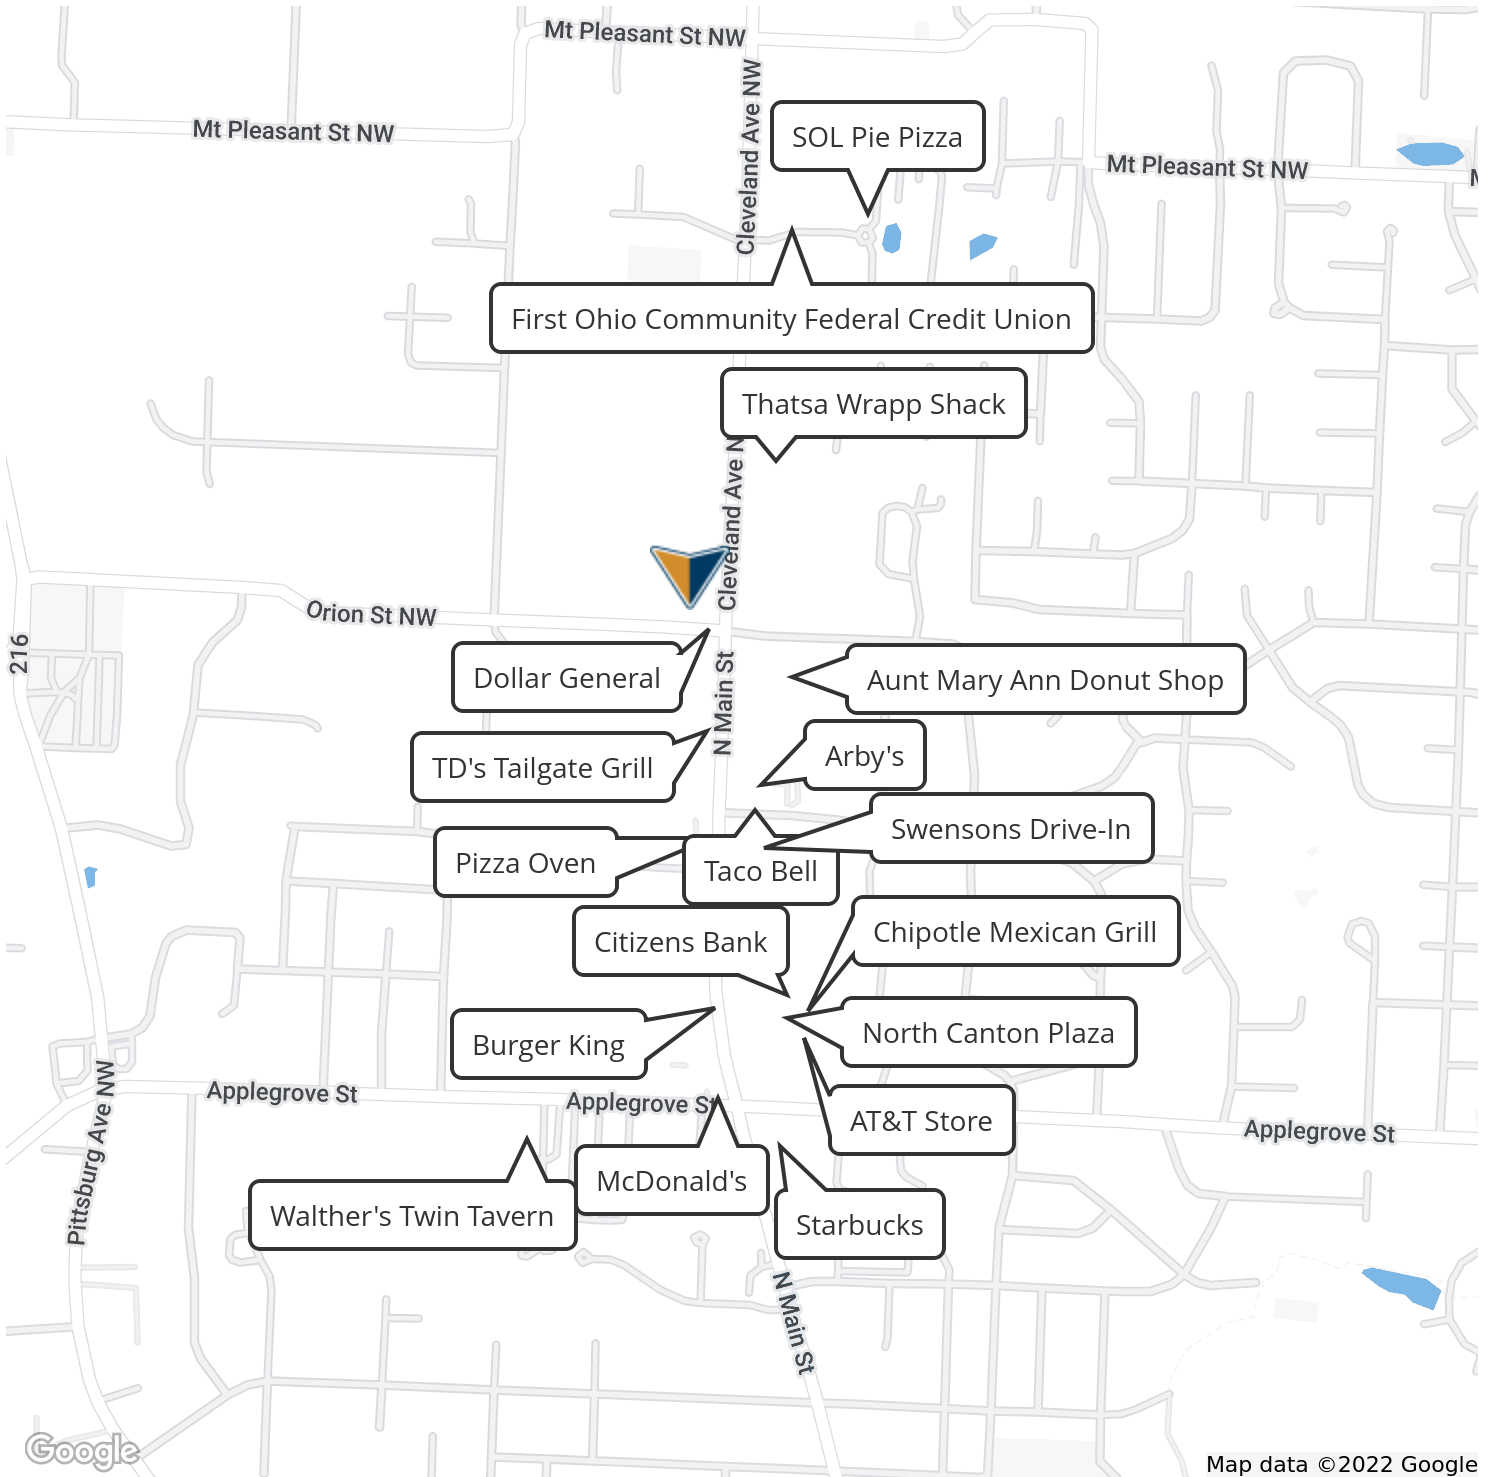 Mt Pleasant St NW
Cleveland Ave NW
Mt Pleasant St NW
SOL Pie Pizza
Mt Pleasant St NW
M
First Ohio Community Federal Credit Union
Thatsa Wrapp Shack
Cleveland Ave N
Orion St NW
216
Dollar General
Aunt Mary Ann Donut Shop
N Main St
TD's Tailgate Grill
Arby's
Swensons Drive-In
Pizza Oven
Taco Bell
Citizens Bank
Chipotle Mexican Grill
Burger King
North Canton Plaza
Pittsburg Ave NW
Applegrove St
Applegrove St
AT&T Store
Applegrove St
McDonald's
Walther's Twin Tavern
Starbucks
N Main St
Google
Map data ©2022 Google